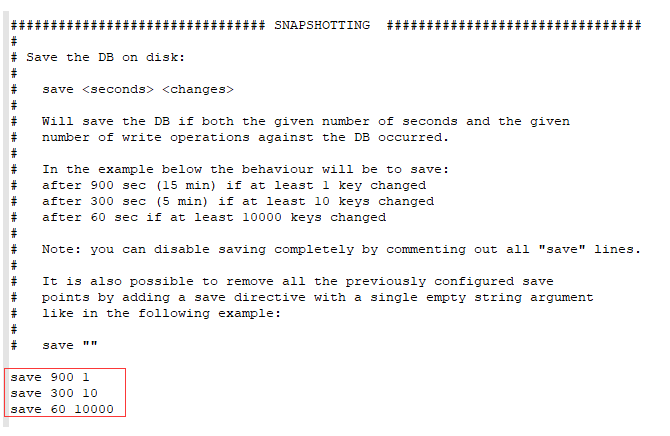 ################################ SNAPSHOTTING  ################################
#
# Save the DB on disk:
#
#   save <seconds> <changes>
#
#   Will save the DB if both the given number of seconds and the given
#   number of write operations against the DB occurred.
#
#   In the example below the behaviour will be to save:
#   after 900 sec (15 min) if at least 1 key changed
#   after 300 sec (5 min) if at least 10 keys changed
#   after 60 sec if at least 10000 keys changed
#
#   Note: you can disable saving completely by commenting out all "save" lines.
#
#   It is also possible to remove all the previously configured save
#   points by adding a save directive with a single empty string argument
#   like in the following example:
#
#   save ""

save 900 1
save 300 10
save 60 10000